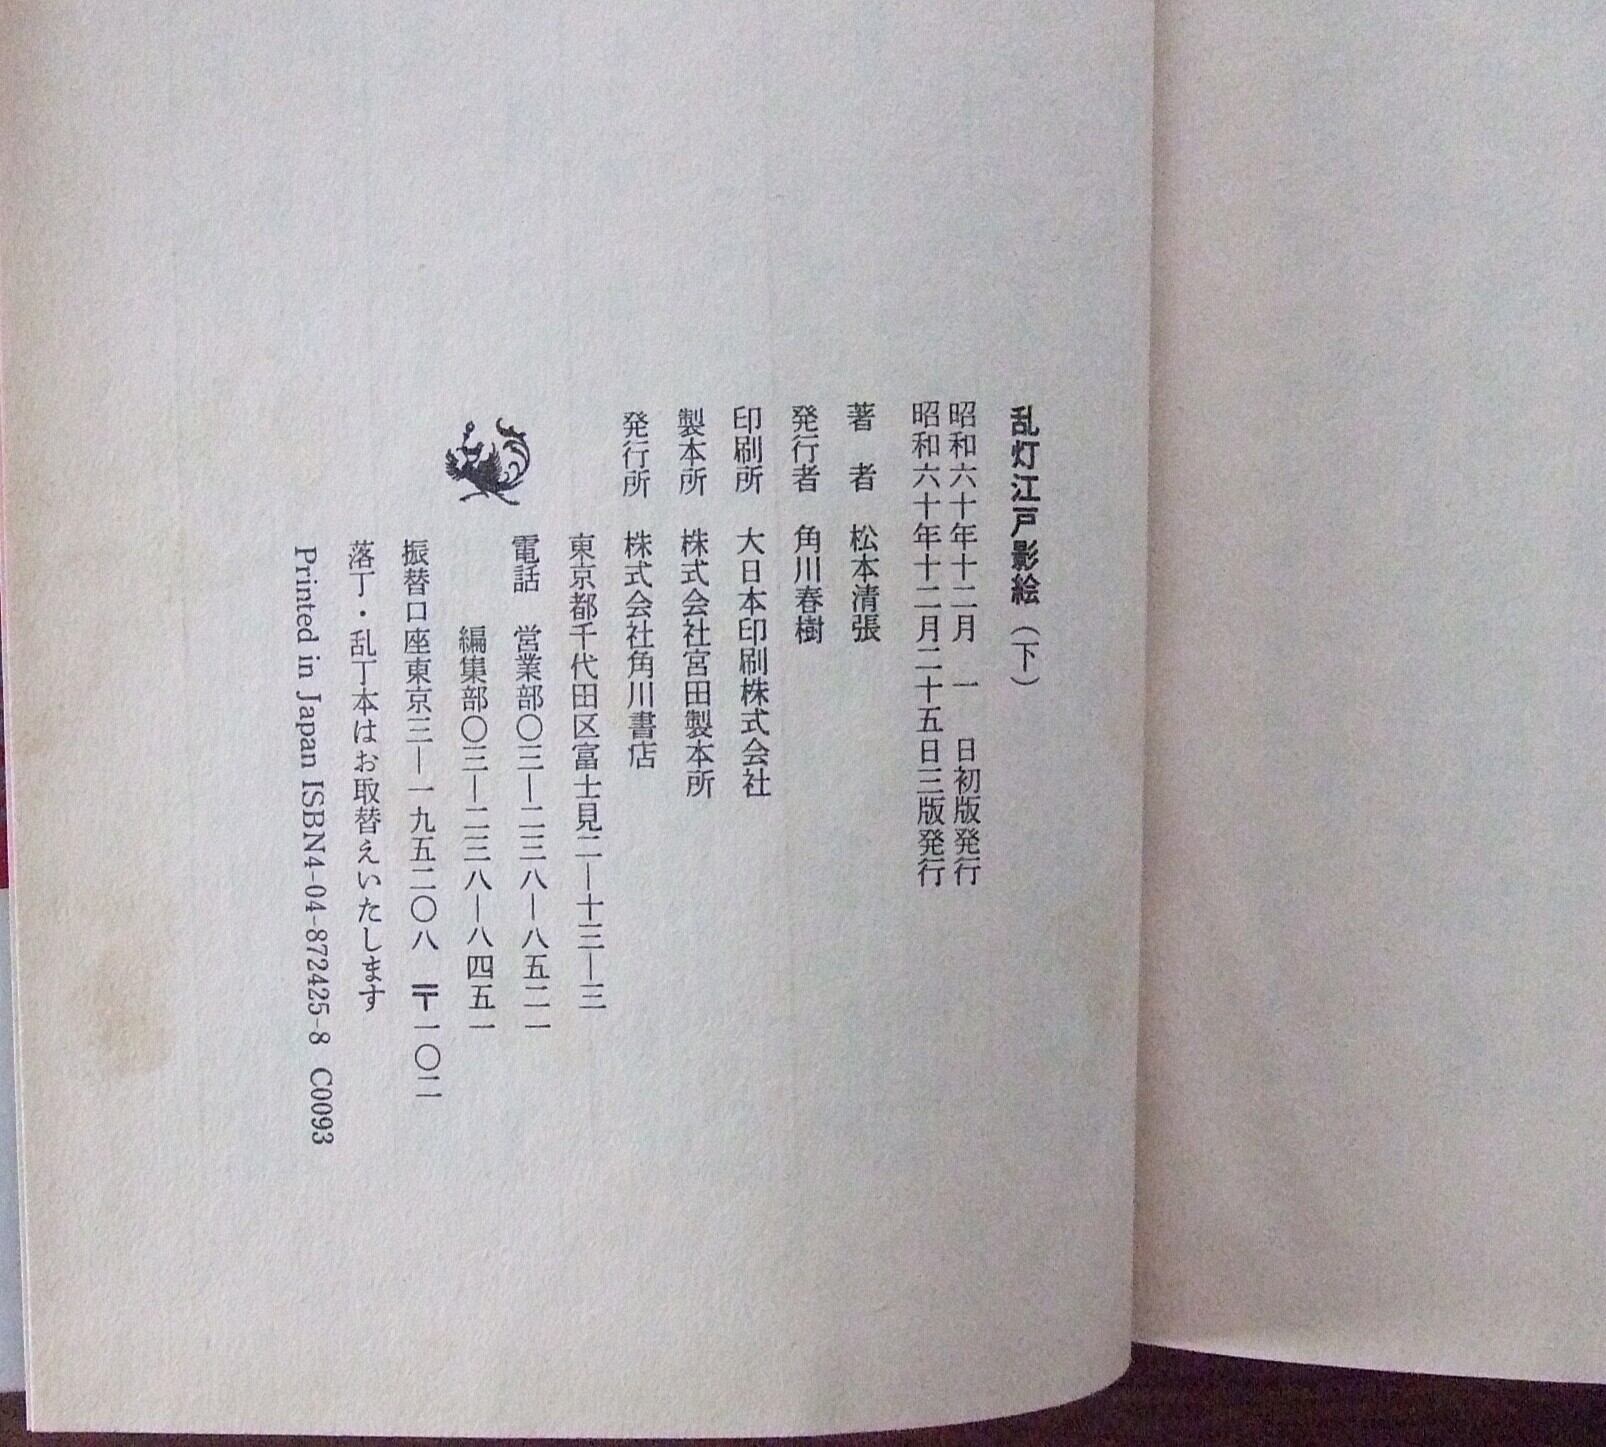 乱灯江戸影絵（下）
昭和六十年十二月　一　日初版発行
昭和六十年十二月二十五日三版発行
著　者　松本清張
発行者　角川春樹
印刷所　大日本印刷株式会社
製本所　株式会社宮田製本所
発行所　株式会社角川書店
東京都千代田区富士見二―十三―三
電話　営業部〇三―二三八―八五二一
編集部〇三―二三八―八四五一
振替口座東京三―一九五二〇八　〒一〇二
落丁・乱丁本はお取替えいたします
Printed in Japan ISBN4-04-872425-8 C0093